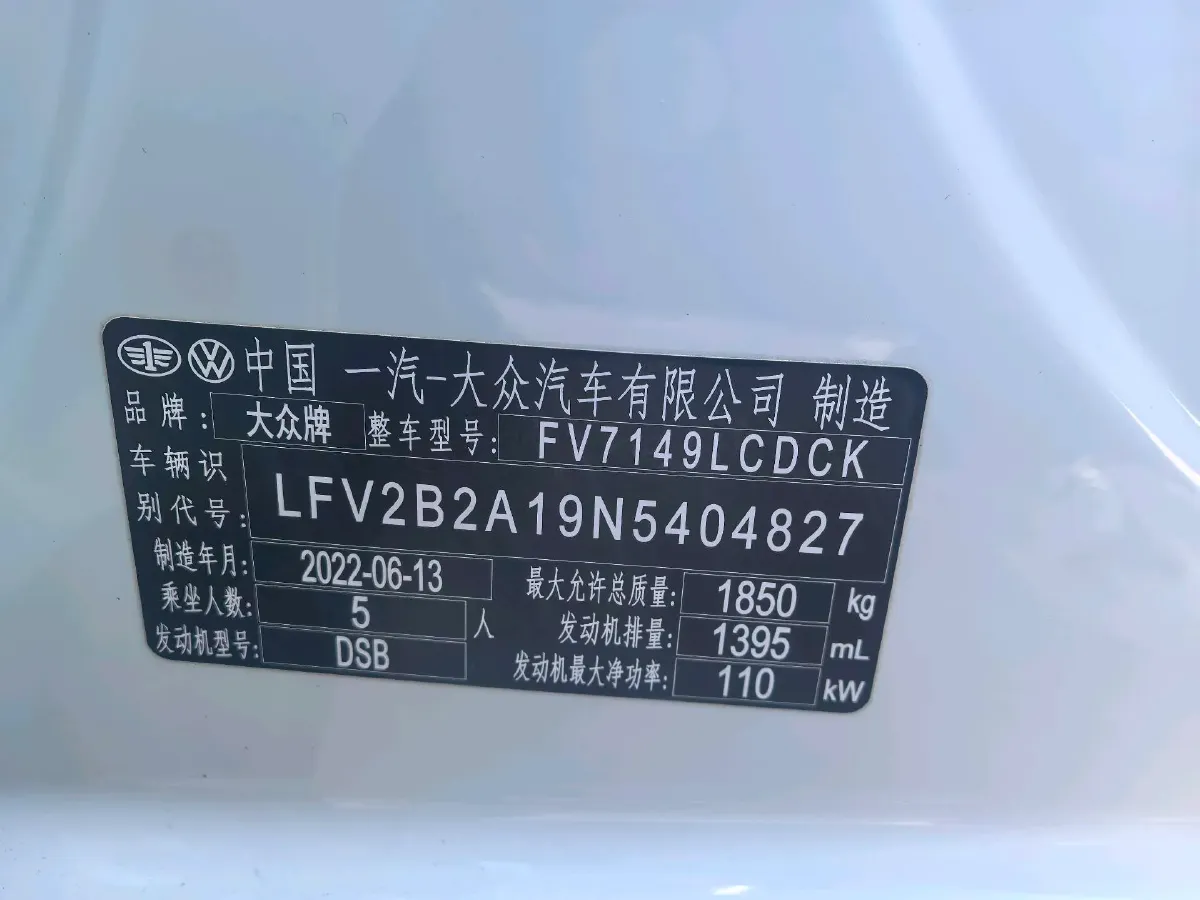 中国 一汽-大众汽车有限公司 制造
品牌: 大众牌 整车型号: FV7149LCDCK
车辆识别代号: LFV2B2A19N5404827
制造年月: 2022-06-13 最大允许总质量: 1850 kg
乘坐人数: 5 人 发动机排量: 1395 mL
发动机型号: DSB 发动机最大净功率: 110 kW